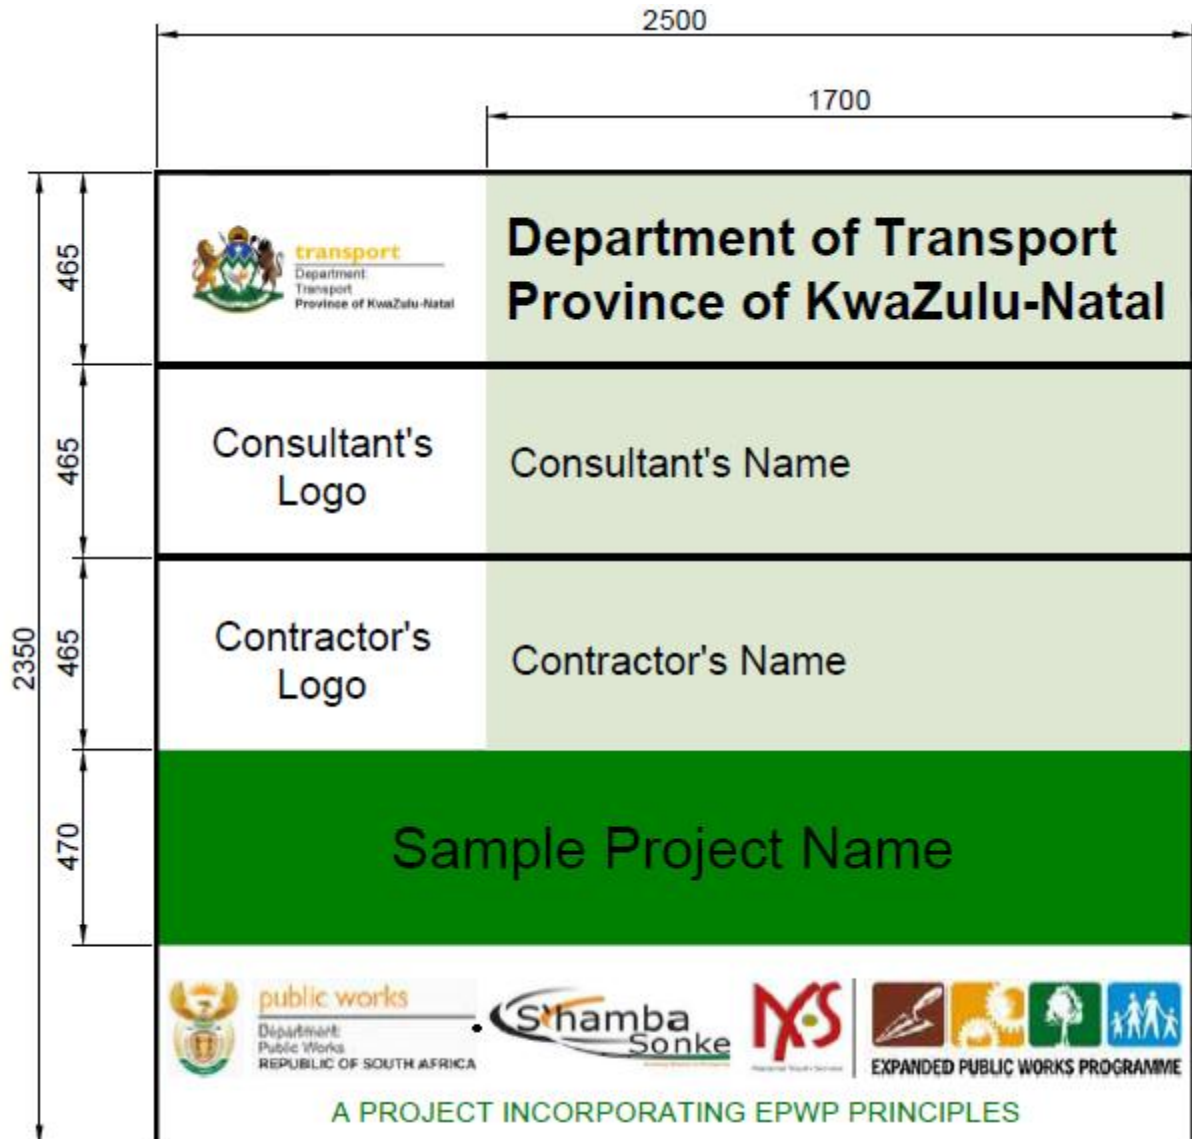 2500
1700
2350
465
transport
Department:
Transport
Province of KwaZulu-Natal
Department of Transport
Province of KwaZulu-Natal
465
Consultant's
Logo
Consultant's Name
465
Contractor's
Logo
Contractor's Name
470
Sample Project Name
public works
Department:
Public Works
REPUBLIC OF SOUTH AFRICA
S'hamba
Sonke
NYS
EXPANDED PUBLIC WORKS PROGRAMME
A PROJECT INCORPORATING EPWP PRINCIPLES